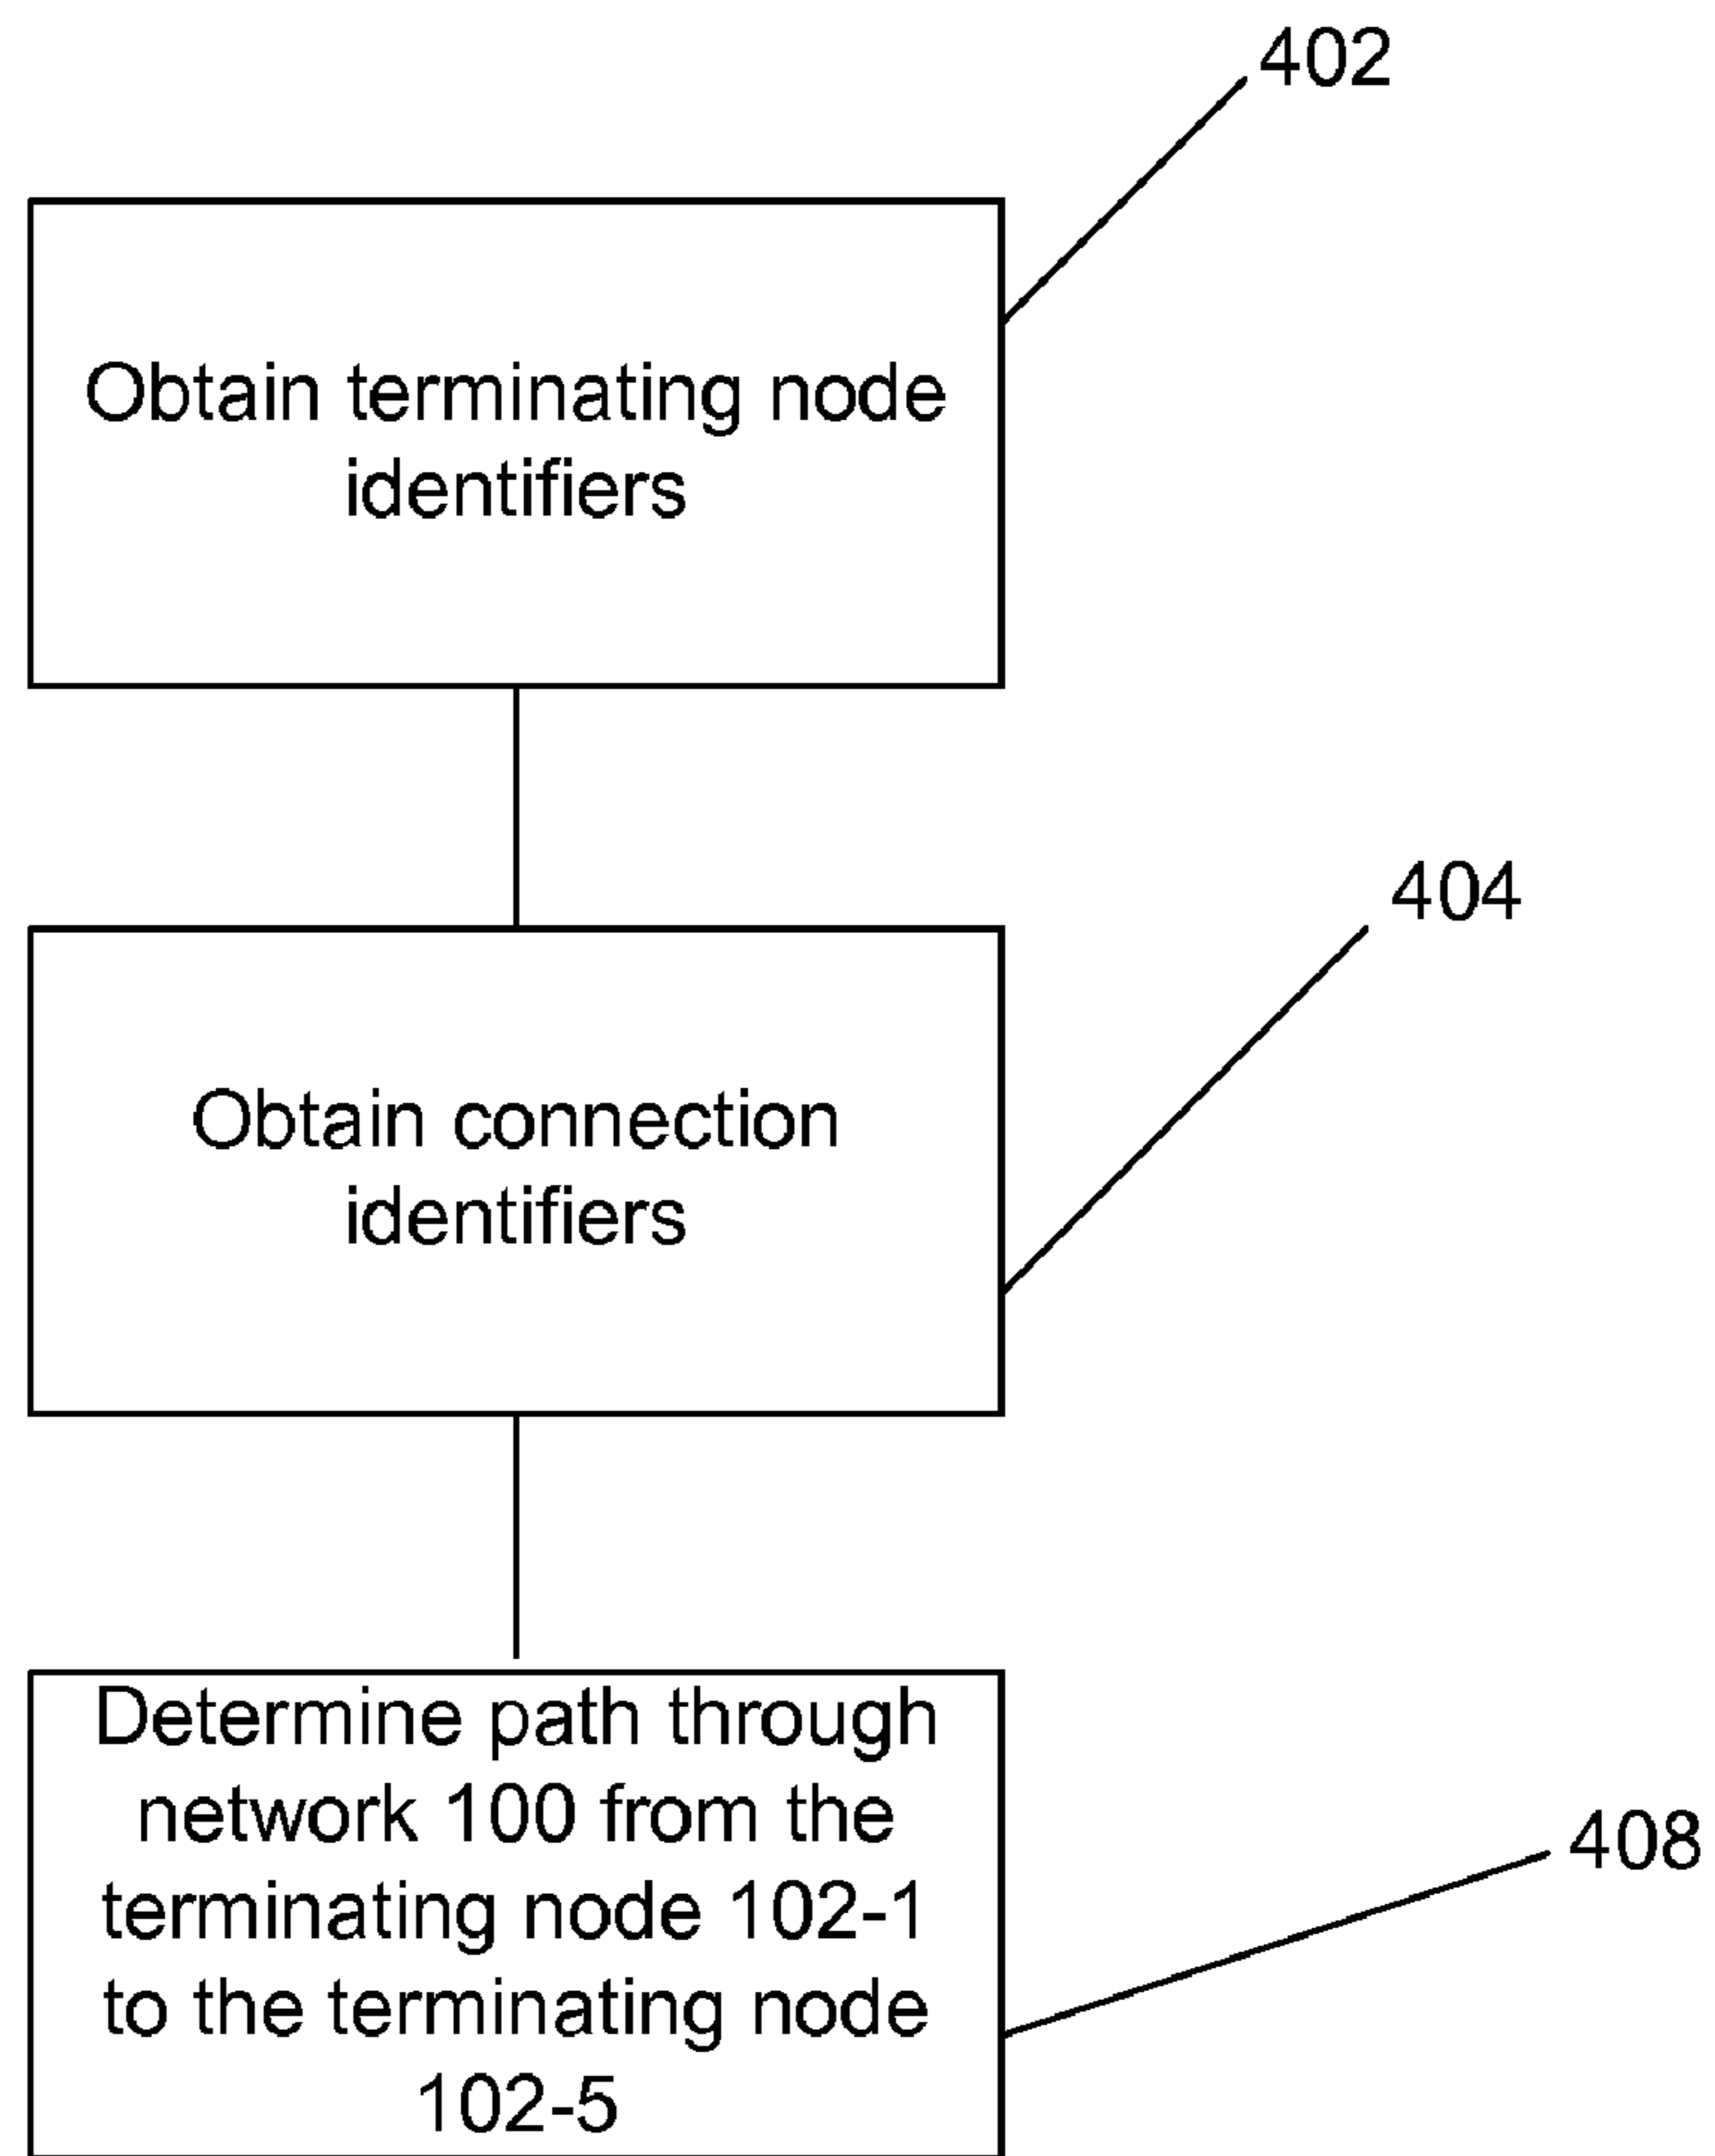 402
Obtain terminating node
identifiers
404
Obtain connection
identifiers
Determine path through
network 100 from the
terminating node 102-1
to the terminating node
102-5
408